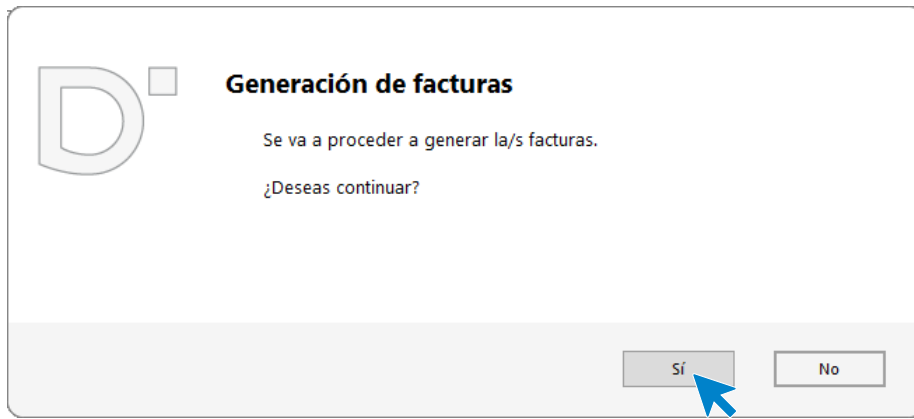 Generación de facturas
Se va a proceder a generar la/s facturas.
¿Deseas continuar?
Sí
No